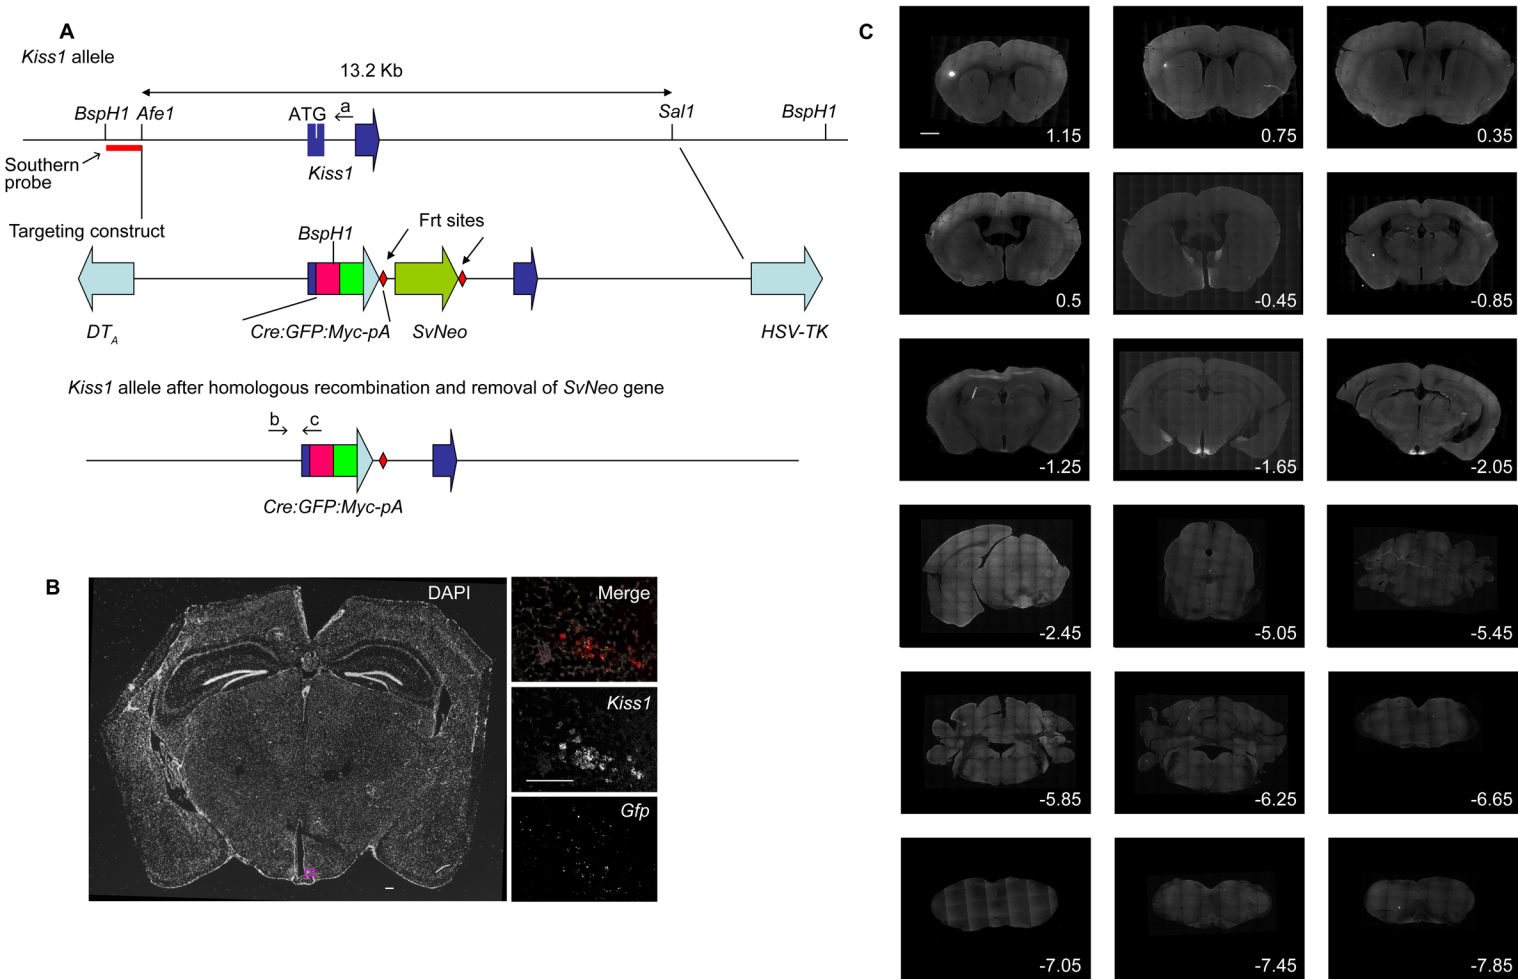 A
Kiss1 allele
13.2 Kb
BspH1 Afe1
ATG
a
Sal1
BspH1
Southern
probe
Kiss1
Targeting construct
BspH1
Frt sites
DTA
Cre:GFP:Myc-pA
SvNeo
HSV-TK
Kiss1 allele after homologous recombination and removal of SvNeo gene
b
c
Cre:GFP:Myc-pA
B
DAPI
Merge
Kiss1
Gfp
C
1.15
0.75
0.35
0.5
-0.45
-0.85
-1.25
-1.65
-2.05
-2.45
-5.05
-5.45
-5.85
-6.25
-6.65
-7.05
-7.45
-7.85